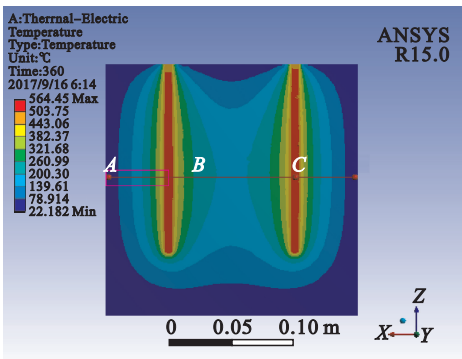 A:Thermal-Electric
Temperature
Type:Temperature
Unit:℃
Time:360
2017/9/16 6:14
564.45 Max
503.75
443.06
382.37
321.68
260.99
200.30
139.61
78.914
22.182 Min
ANSYS
R15.0
A B C
0 0.05 0.10 m
Z
X Y